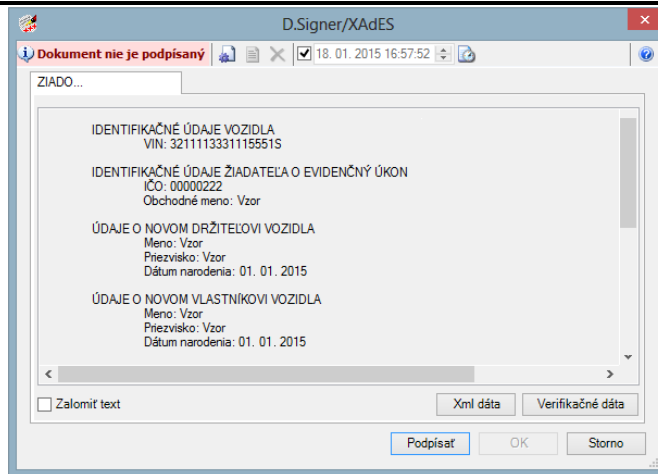 D.Signer/XAdES
Dokument nie je podpísaný 18. 01. 2015 16:57:52
ZIADO...
IDENTIFIKAČNÉ ÚDAJE VOZIDLA
VIN: 3211113331115551S
IDENTIFIKAČNÉ ÚDAJE ŽIADATEĽA O EVIDENČNÝ ÚKON
IČO: 00000222
Obchodné meno: Vzor
ÚDAJE O NOVOM DRŽITEĽOVI VOZIDLA
Meno: Vzor
Priezvisko: Vzor
Dátum narodenia: 01. 01. 2015
ÚDAJE O NOVOM VLASTNÍKOVI VOZIDLA
Meno: Vzor
Priezvisko: Vzor
Dátum narodenia: 01. 01. 2015
Zalomiť text Xml dáta Verifikačné dáta
Podpísať OK Storno